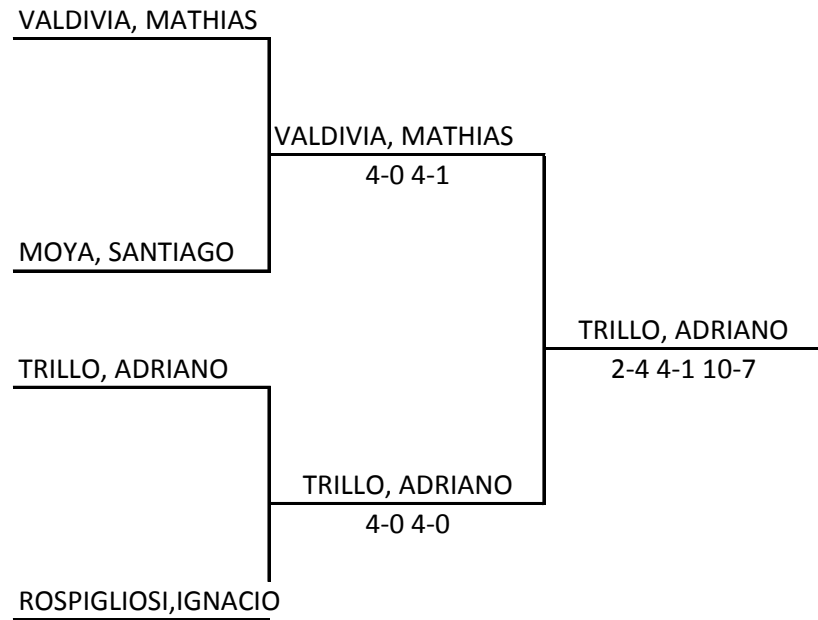 VALDIVIA, MATHIAS
VALDIVIA, MATHIAS
4-0 4-1
MOYA, SANTIAGO
TRILLO, ADRIANO
2-4 4-1 10-7
TRILLO, ADRIANO
TRILLO, ADRIANO
4-0 4-0
ROSPIGLIOSI,IGNACIO